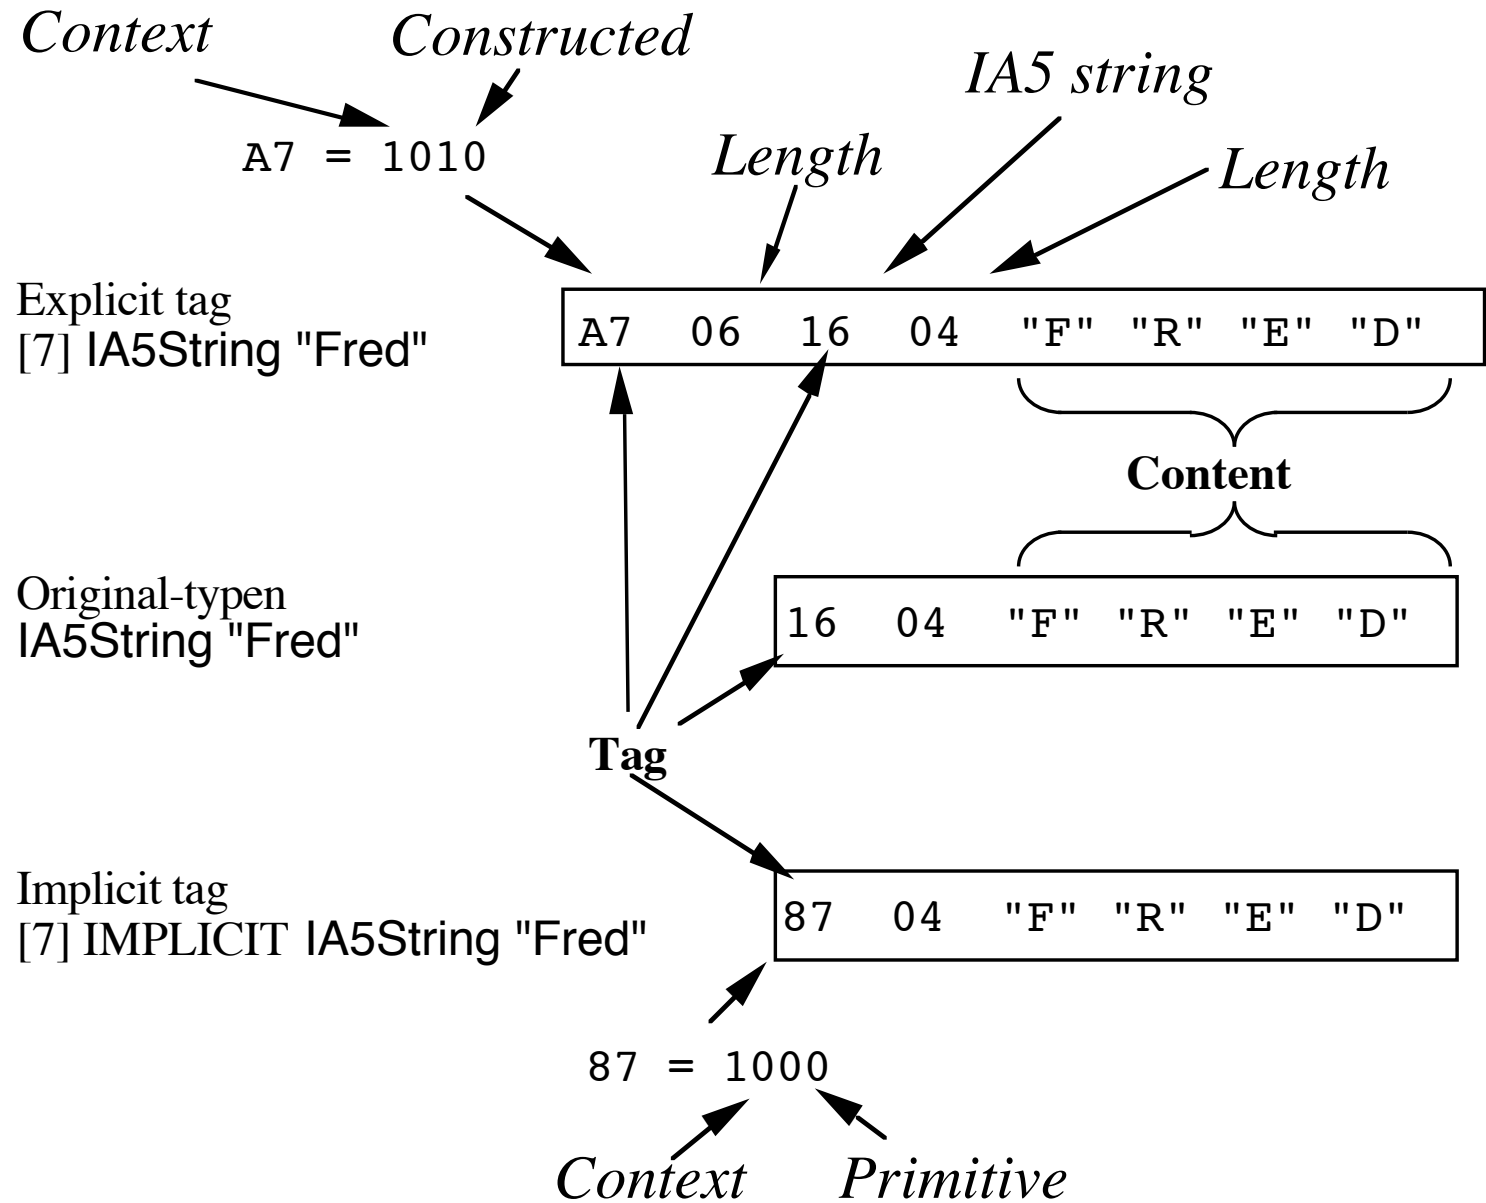 Context
Constructed
IA5 string
A7 = 1010
Length
Length
Explicit tag
[7] IA5String "Fred"
A7 06 16 04 "F" "R" "E" "D"
Content
Original-typen
IA5String "Fred"
16 04 "F" "R" "E" "D"
Tag
Implicit tag
[7] IMPLICIT IA5String "Fred"
87 04 "F" "R" "E" "D"
87 = 1000
Context
Primitive